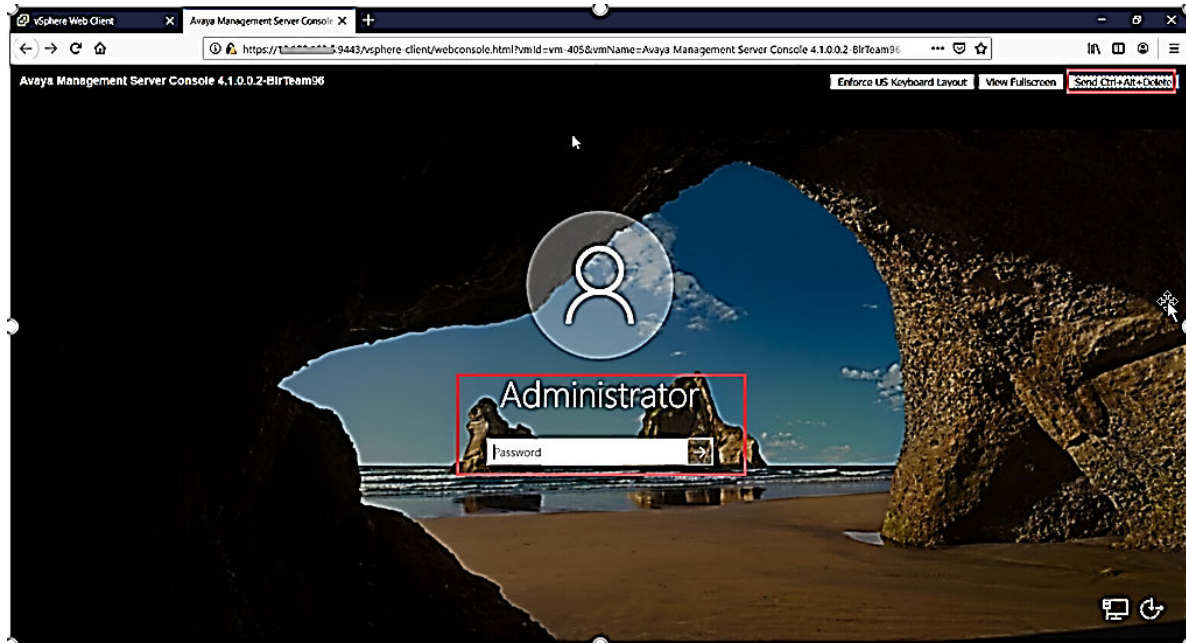 vSphere Web Client
Avaya Management Server Console
9443/vsphere-client/webconsole.html?vmId=vm-405&vmName=Avaya Management Server Console 4.1.0.0.2-BlrTeam96
Avaya Management Server Console 4.1.0.0.2-BlrTeam96
Enforce US Keyboard Layout
View Fullscreen
Send Ctrl+Alt+Delete
Administrator
Password